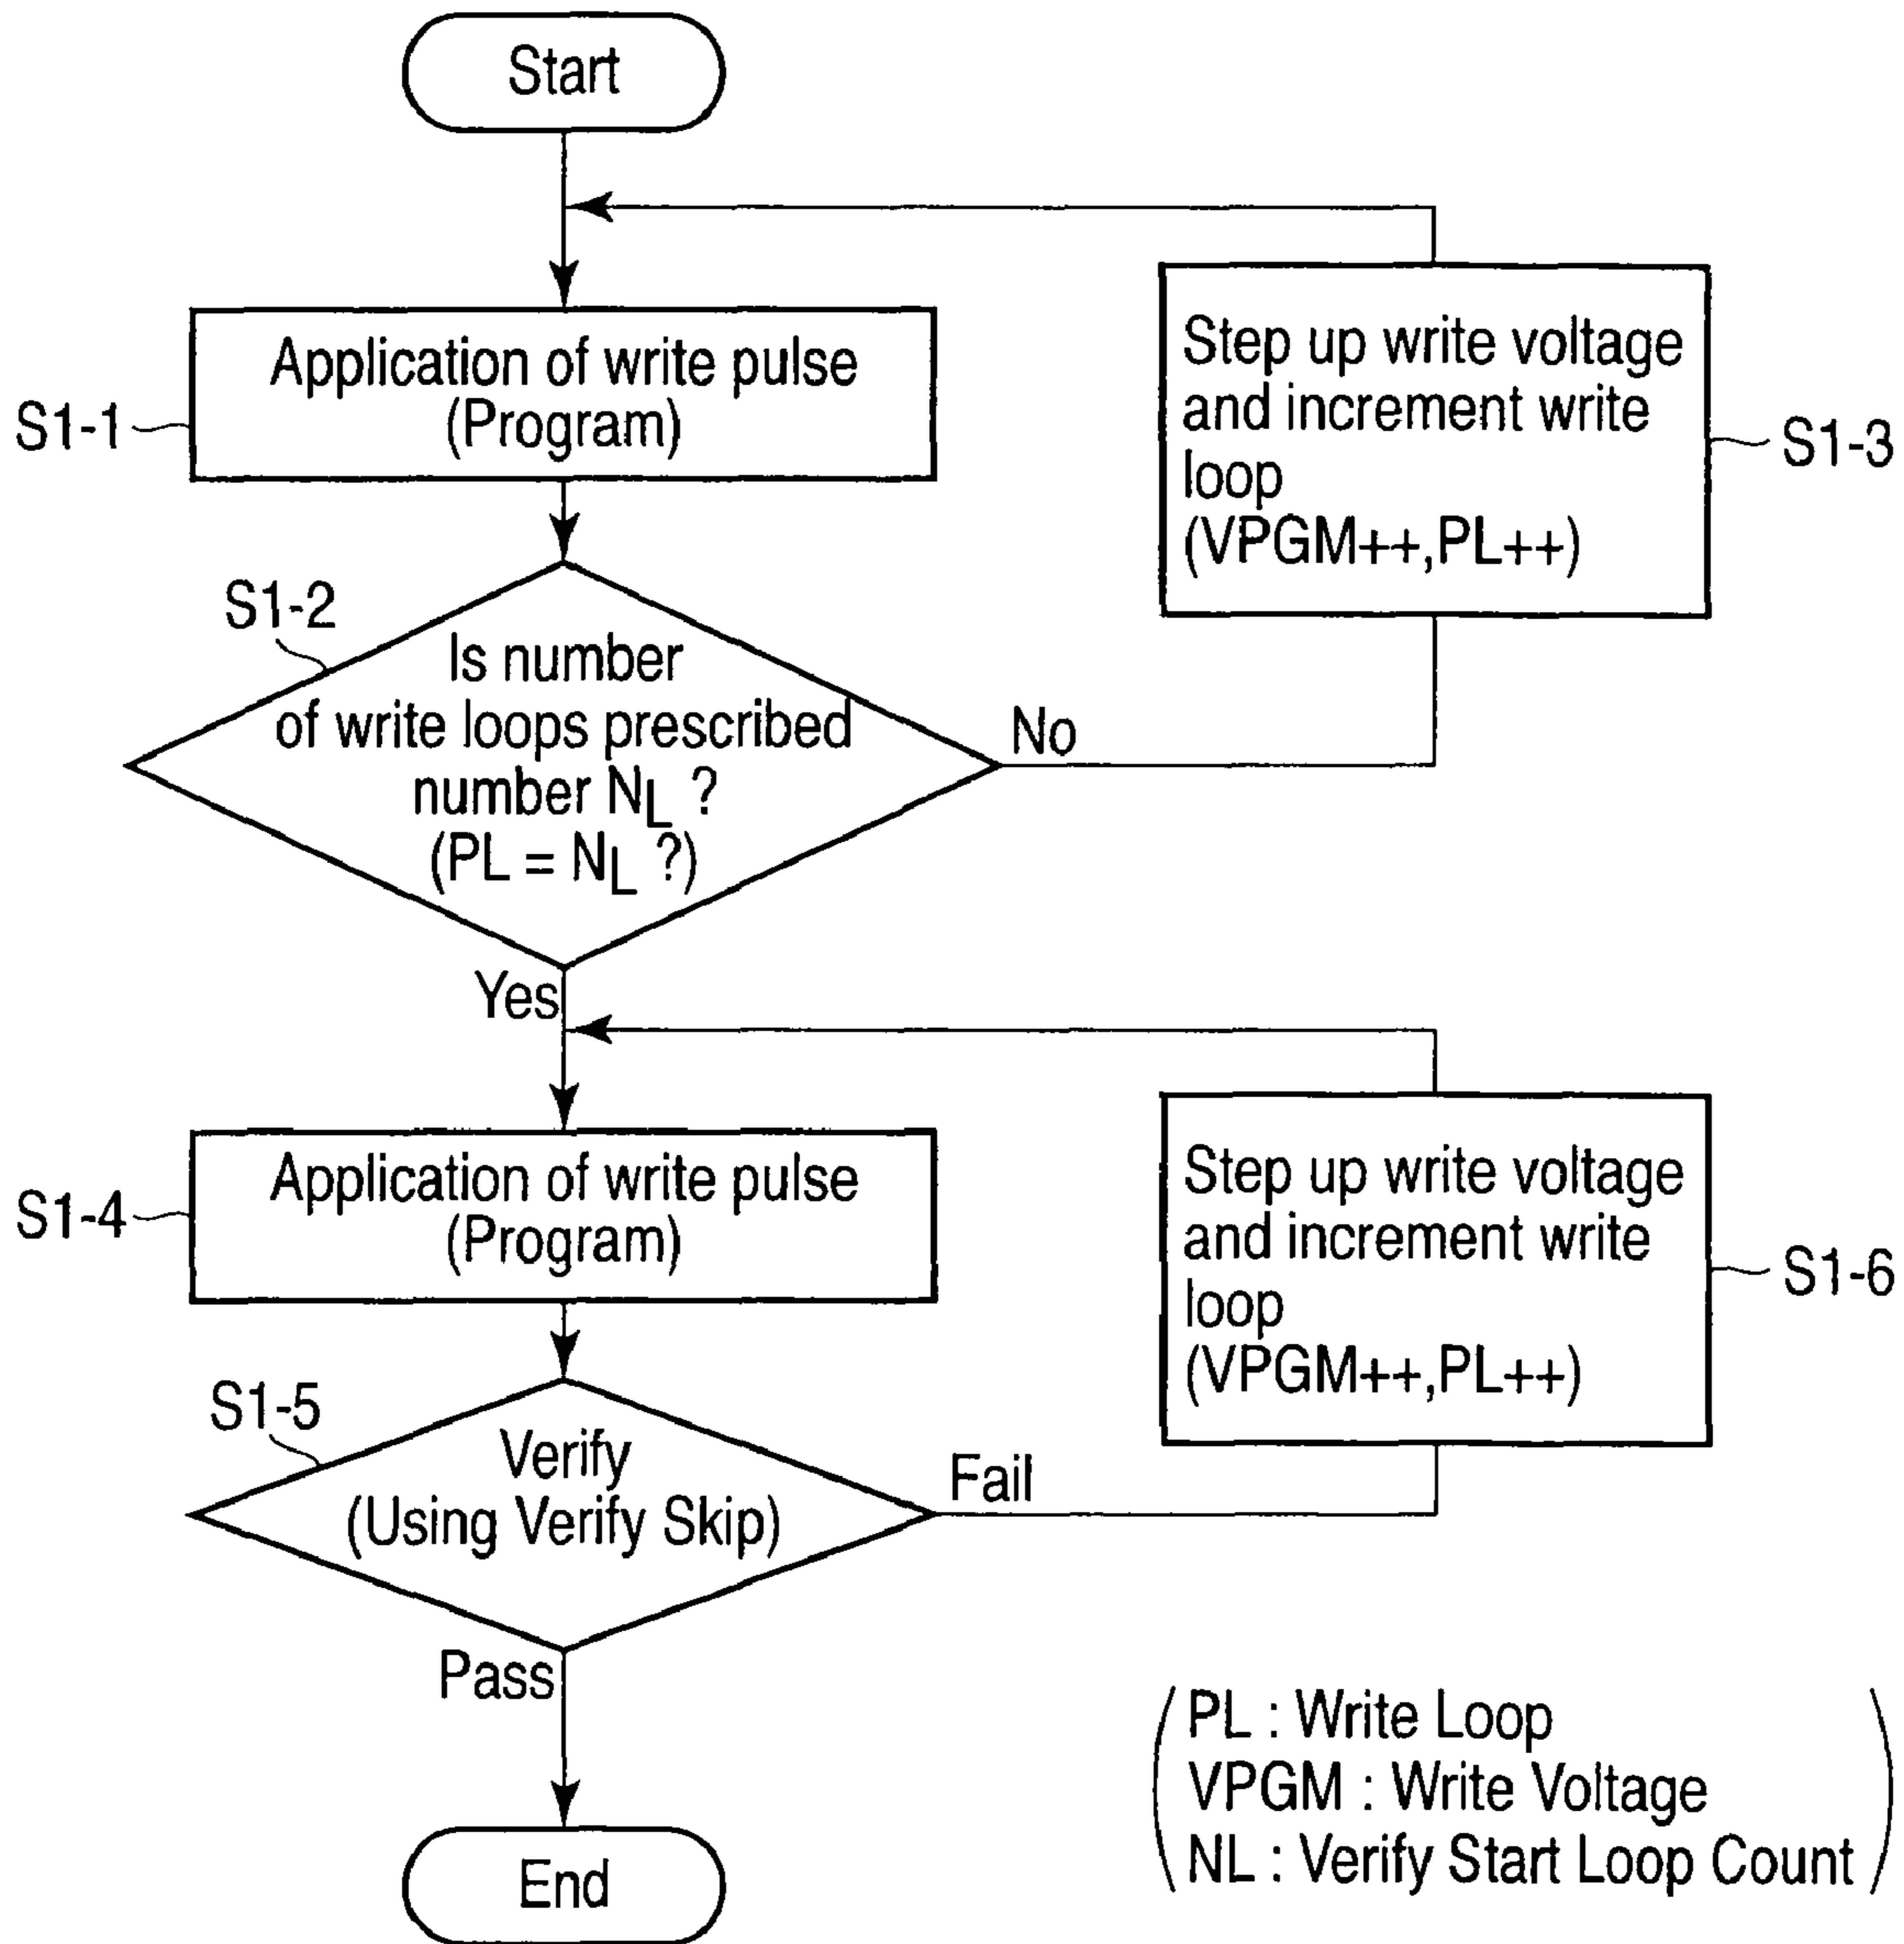 Start
Application of write pulse
(Program)
S1-1
Step up write voltage
and increment write
loop
(VPGM++,PL++)
S1-3
S1-2
Is number
of write loops prescribed
number NL ?
(PL = NL ?)
No
Yes
Application of write pulse
(Program)
S1-4
Step up write voltage
and increment write
loop
(VPGM++,PL++)
S1-6
S1-5
Verify
(Using Verify Skip)
Fail
Pass
End
PL : Write Loop
VPGM : Write Voltage
NL : Verify Start Loop Count